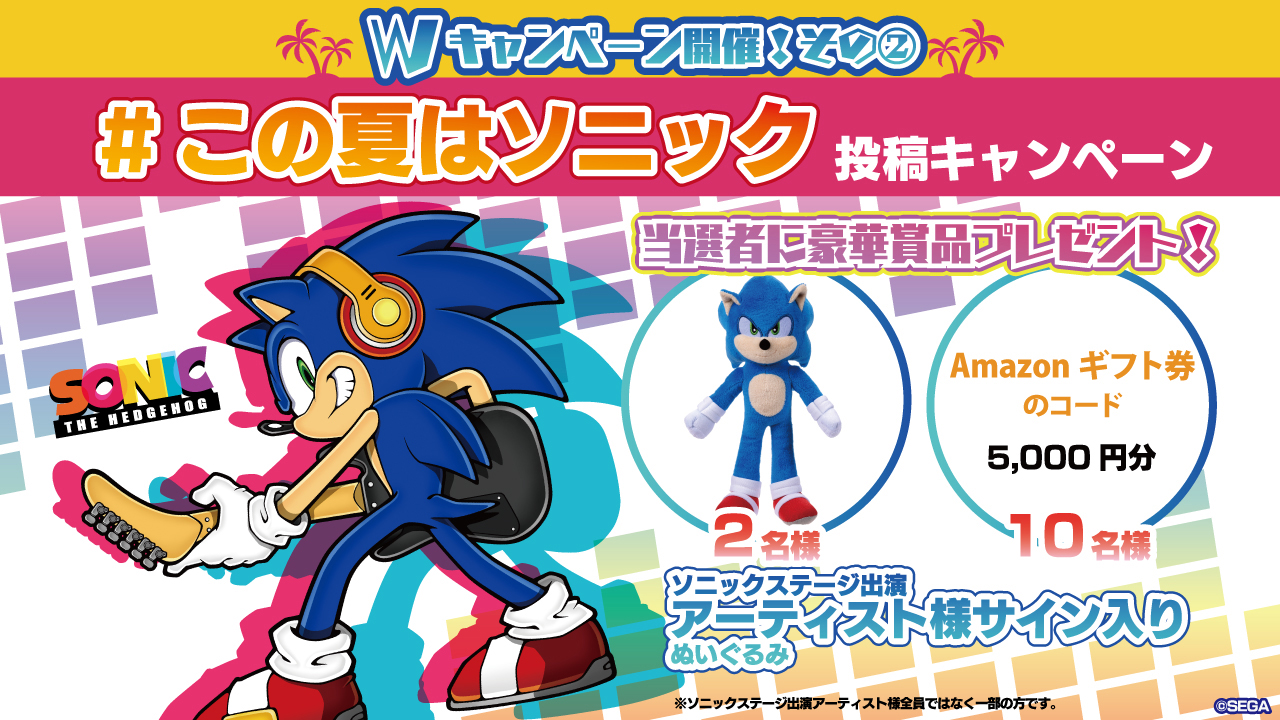 Wキャンペーン開催！その②
#この夏はソニック 投稿キャンペーン
当選者に豪華賞品プレゼント！
SONIC
THE HEDGEHOG
Amazon ギフト券
のコード
5,000 円分
2名様
10名様
ソニックステージ出演
アーティスト様サイン入り
ぬいぐるみ
※ソニックステージ出演アーティスト様全員ではなく一部の方です。
©SEGA